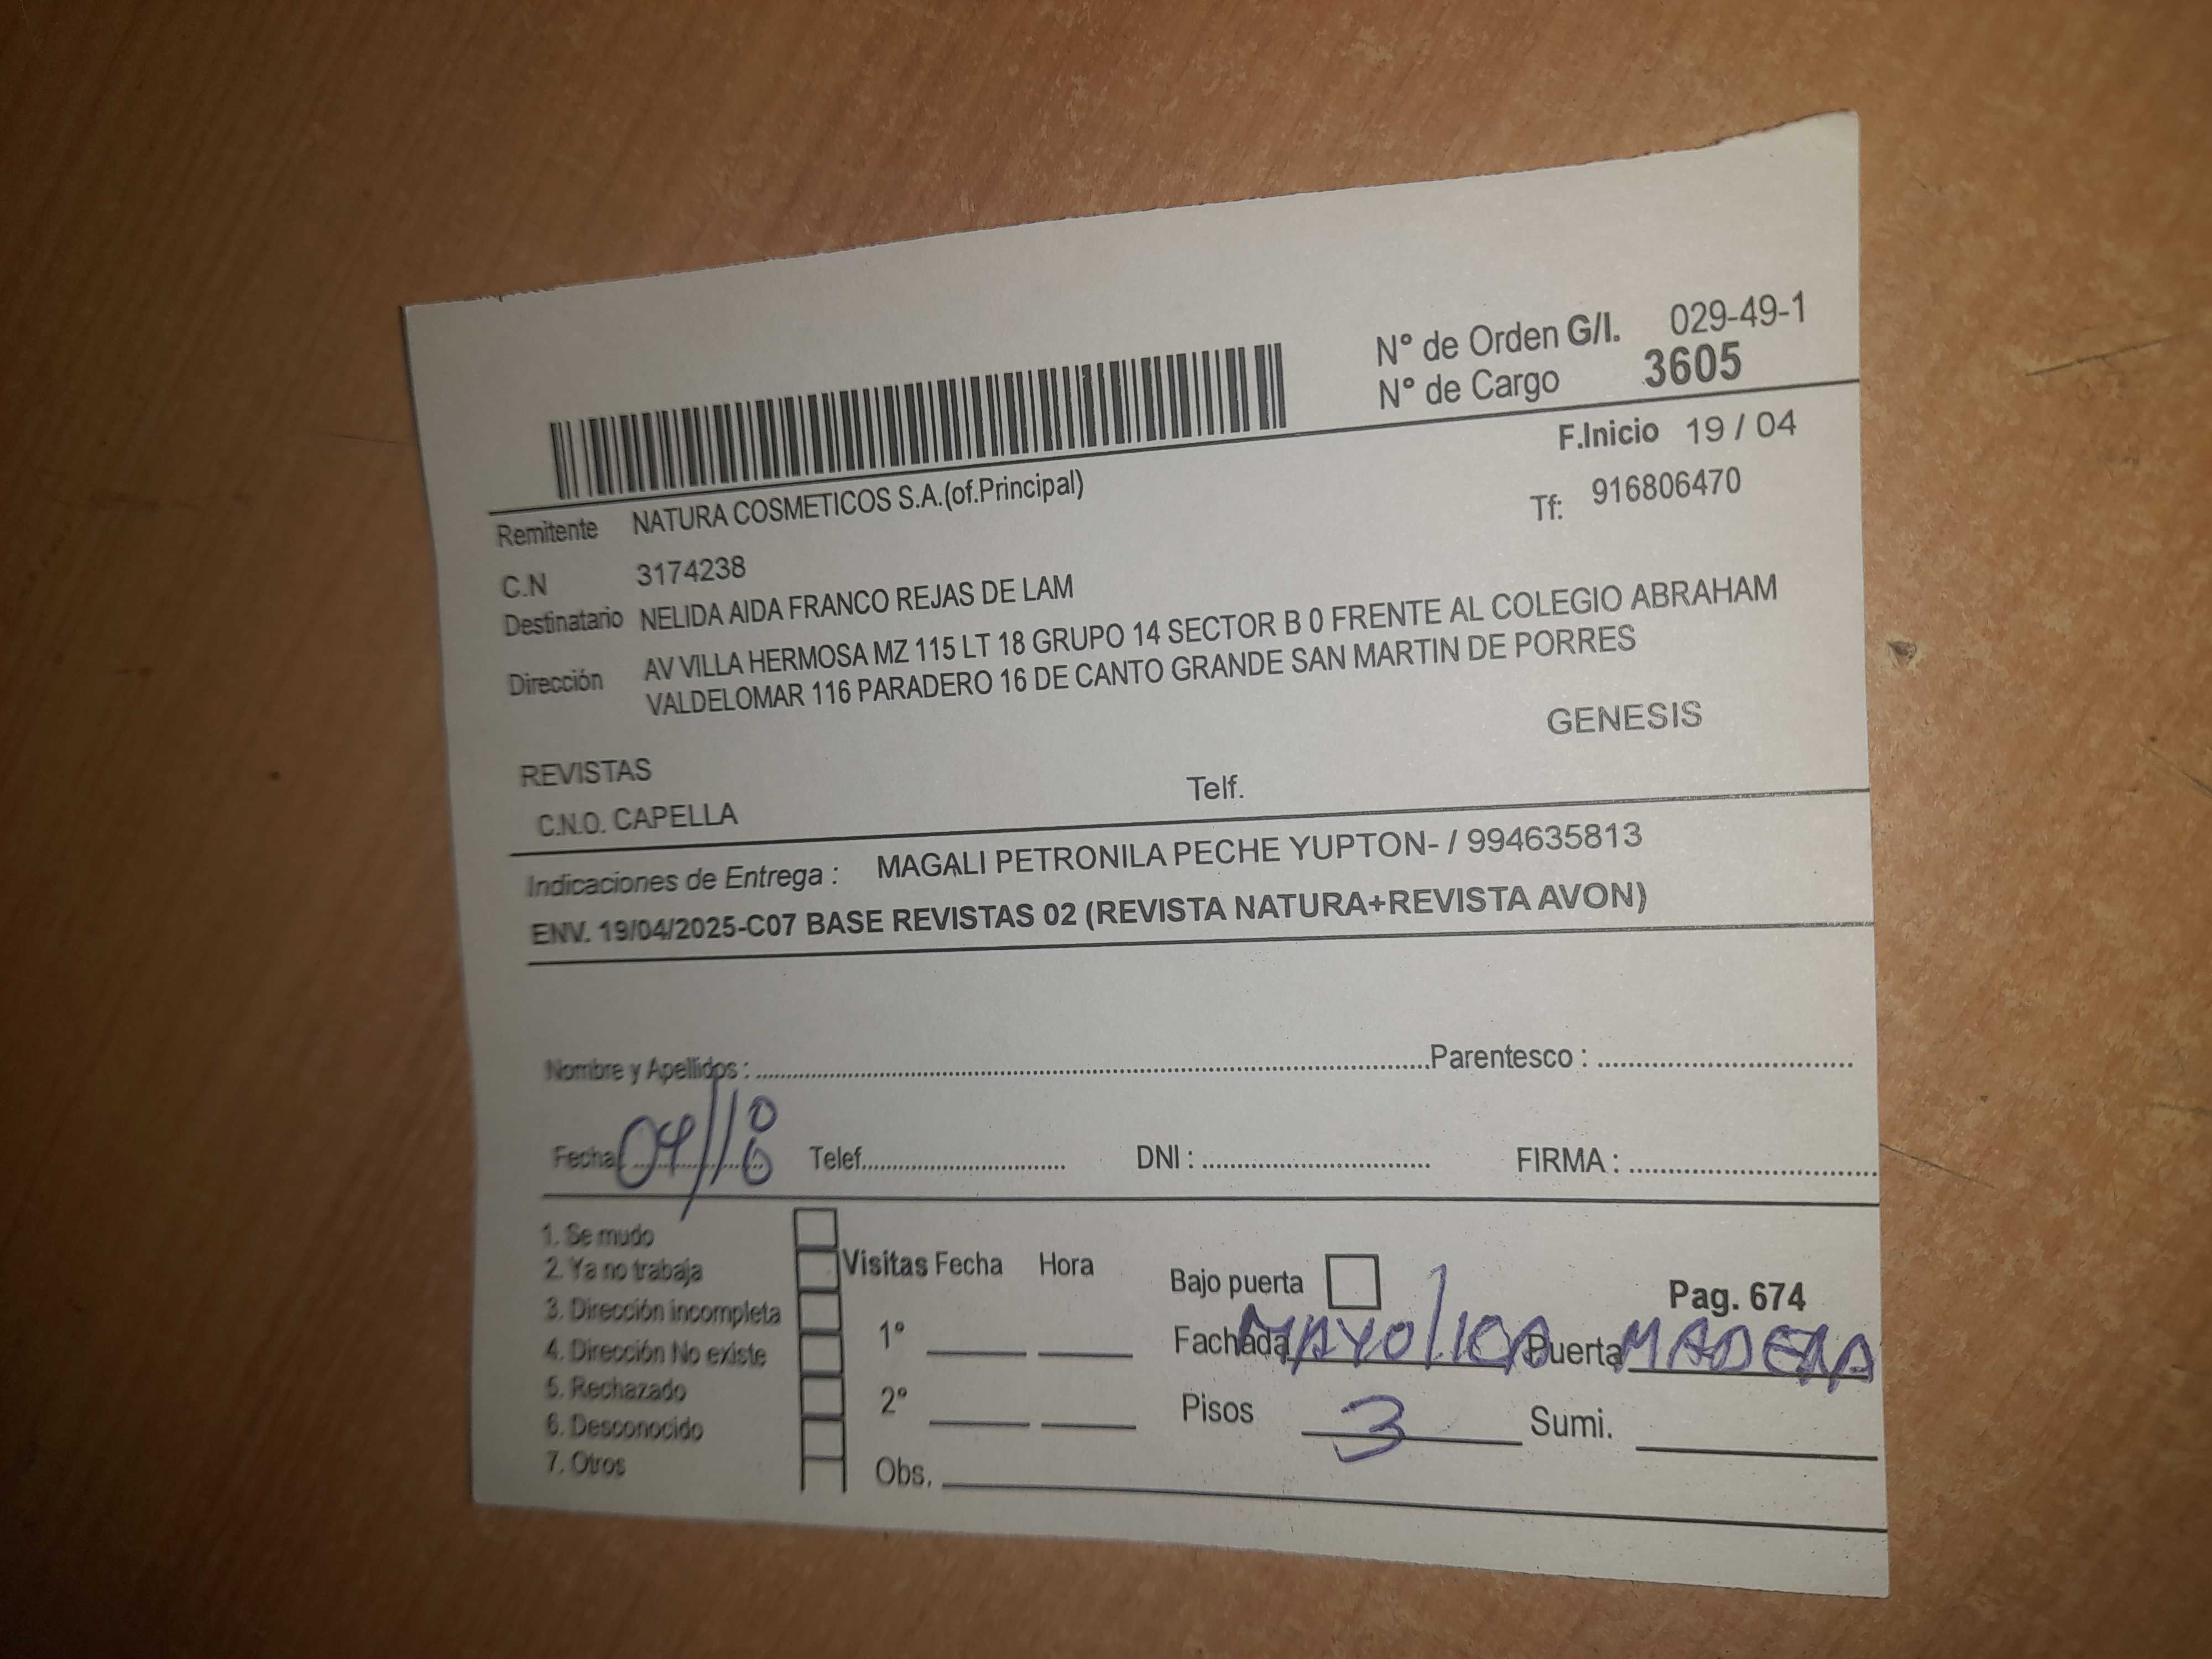 N° de Orden G/I. 029-49-1
N° de Cargo 3605
F.Inicio 19 / 04
Remitente NATURA COSMETICOS S.A.(of.Principal)
Tf: 916806470
C.N 3174238
Destinatario NELIDA AIDA FRANCO REJAS DE LAM
Dirección AV VILLA HERMOSA MZ 115 LT 18 GRUPO 14 SECTOR B 0 FRENTE AL COLEGIO ABRAHAM
VALDELOMAR 116 PARADERO 16 DE CANTO GRANDE SAN MARTIN DE PORRES
GENESIS
REVISTAS
C.N.O. CAPELLA Telf.
Indicaciones de Entrega : MAGALI PETRONILA PECHE YUPTON- / 994635813
ENV. 19/04/2025-C07 BASE REVISTAS 02 (REVISTA NATURA+REVISTA AVON)
Nombre y Apellidos : Parentesco :
Fecha Telef. DNI : FIRMA :
1. Se mudo
2. Ya no trabaja
3. Dirección incompleta
4. Dirección No existe
5. Rechazado
6. Desconocido
7. Otros
Visitas Fecha Hora
1º
2º
Obs.
Bajo puerta
Pag. 674
Fachada MAYOLICA Puerta MADERA
Pisos 3 Sumi.